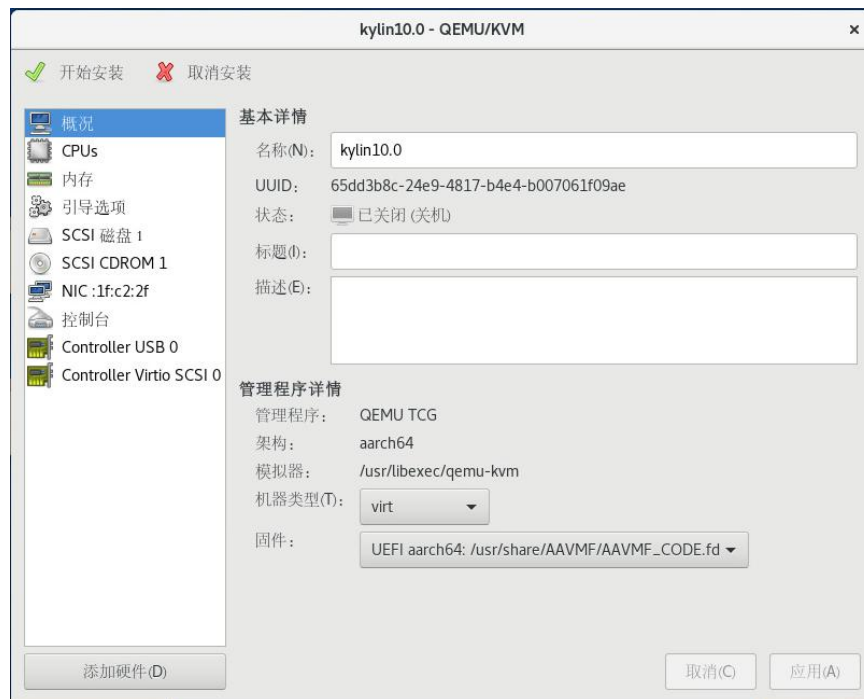 kylin10.0 - QEMU/KVM
×
开始安装
取消安装
概况
CPUs
内存
引导选项
SCSI 磁盘 1
SCSI CDROM 1
NIC :1f:c2:2f
控制台
Controller USB 0
Controller Virtio SCSI 0
添加硬件(D)
基本详情
名称(N): kylin10.0
UUID: 65dd3b8c-24e9-4817-b4e4-b007061f09ae
状态: 已关闭 (关机)
标题(I):
描述(E):
管理程序详情
管理程序: QEMU TCG
架构: aarch64
模拟器: /usr/libexec/qemu-kvm
机器类型(T): virt
固件: UEFI aarch64: /usr/share/AAVMF/AAVMF_CODE.fd
取消(C)
应用(A)